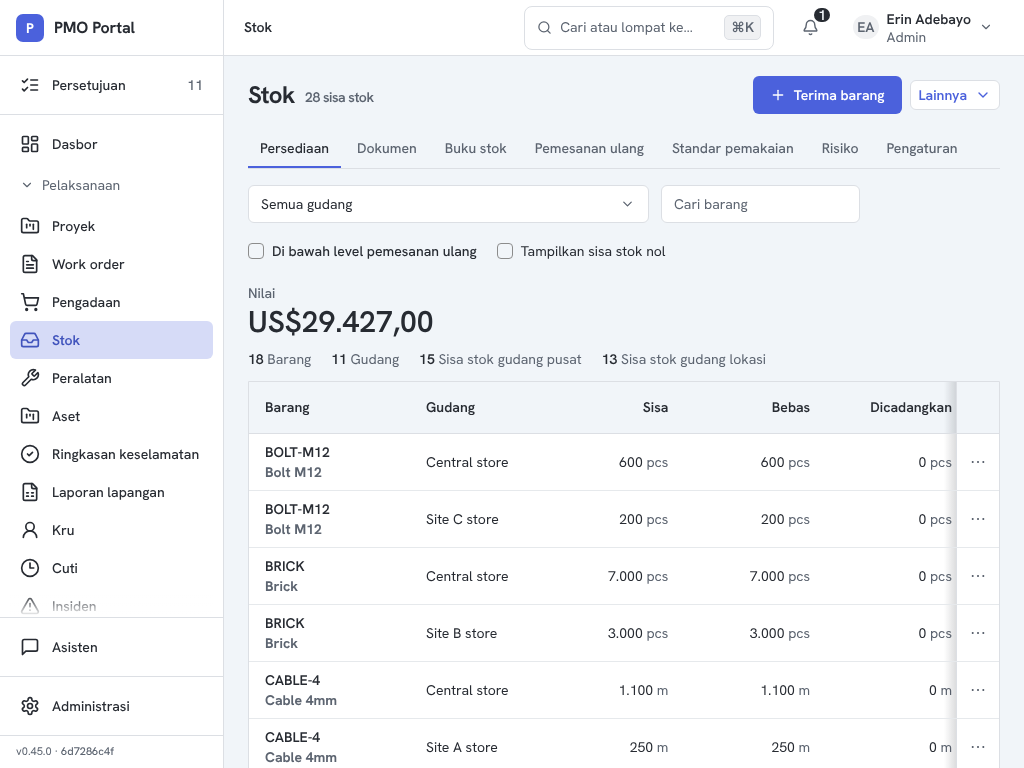 P PMO Portal
Stok
Cari atau lompat ke...
⌘K
1
EA
Erin Adebayo
Admin
Persetujuan 11
Dasbor
Pelaksanaan
Proyek
Work order
Pengadaan
Stok
Peralatan
Aset
Ringkasan keselamatan
Laporan lapangan
Kru
Cuti
Insiden
Asisten
Administrasi
v0.45.0 · 6d7286c4f
Stok 28 sisa stok
Terima barang
Lainnya
Persediaan Dokumen Buku stok Pemesanan ulang Standar pemakaian Risiko Pengaturan
Semua gudang
Cari barang
Di bawah level pemesanan ulang
Tampilkan sisa stok nol
Nilai
US$29.427,00
18 Barang 11 Gudang 15 Sisa stok gudang pusat 13 Sisa stok gudang lokasi
Barang Gudang Sisa Bebas Dicadangkan
BOLT-M12
Bolt M12
Central store 600 pcs 600 pcs 0 pcs ...
BOLT-M12
Bolt M12
Site C store 200 pcs 200 pcs 0 pcs ...
BRICK
Brick
Central store 7.000 pcs 7.000 pcs 0 pcs ...
BRICK
Brick
Site B store 3.000 pcs 3.000 pcs 0 pcs ...
CABLE-4
Cable 4mm
Central store 1.100 m 1.100 m 0 m ...
CABLE-4
Cable 4mm
Site A store 250 m 250 m 0 m ...